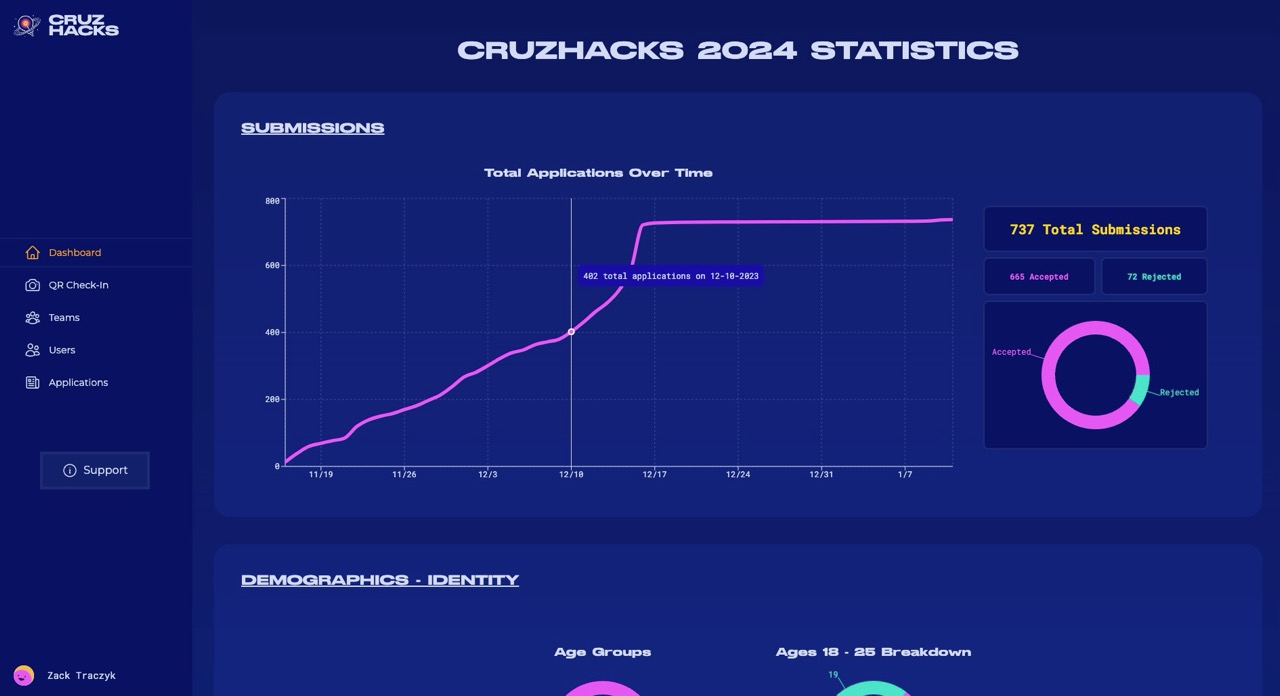 CRUZ
HACKS
Dashboard
QR Check-In
Teams
Users
Applications
Support
Zack Traczyk
CRUZHACKS 2024 STATISTICS
SUBMISSIONS
Total Applications Over Time
800
600
400
200
0
11/19
11/26
12/3
12/10
12/17
12/24
12/31
1/7
402 total applications on 12-10-2023
737 Total Submissions
665 Accepted
72 Rejected
Accepted
Rejected
DEMOGRAPHICS - IDENTITY
Age Groups
Ages 18 - 25 Breakdown
19